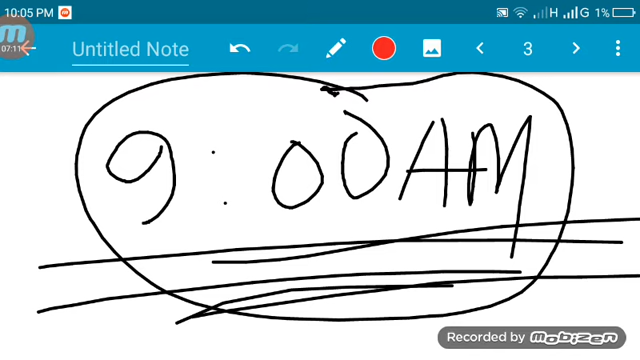 10:05 PM H G 1%
07:11 Untitled Note 3
9:00AM
Recorded by mobizen